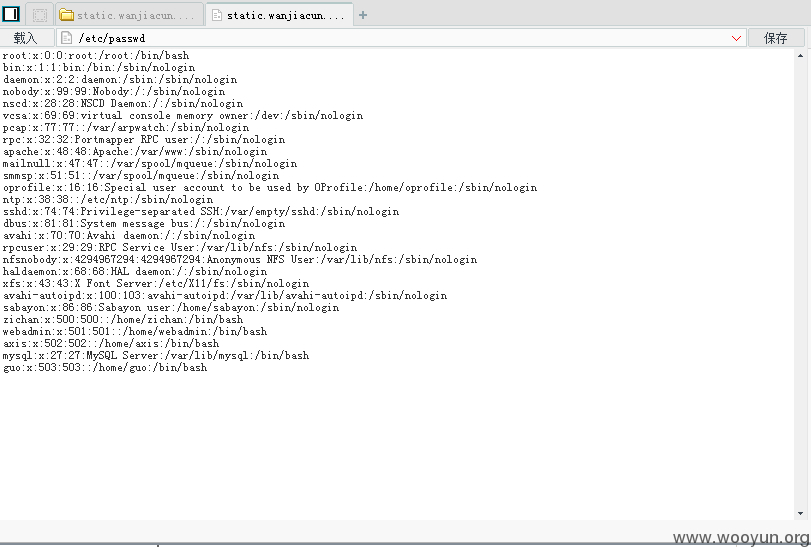 static.wanjiacun....
static.wanjiacun....
载入
/etc/passwd
保存
root:x:0:0:root:/root:/bin/bash
bin:x:1:1:bin:/bin:/sbin/nologin
daemon:x:2:2:daemon:/sbin:/sbin/nologin
nobody:x:99:99:Nobody:/:/sbin/nologin
nscd:x:28:28:NSCD Daemon:/:/sbin/nologin
vcsa:x:69:69:virtual console memory owner:/dev:/sbin/nologin
pcap:x:77:77::/var/arpwatch:/sbin/nologin
rpc:x:32:32:Portmapper RPC user:/:/sbin/nologin
apache:x:48:48:Apache:/var/www:/sbin/nologin
mailnull:x:47:47::/var/spool/mqueue:/sbin/nologin
smmsp:x:51:51::/var/spool/mqueue:/sbin/nologin
oprofile:x:16:16:Special user account to be used by OProfile:/home/oprofile:/sbin/nologin
ntp:x:38:38::/etc/ntp:/sbin/nologin
sshd:x:74:74:Privilege-separated SSH:/var/empty/sshd:/sbin/nologin
dbus:x:81:81:System message bus:/:/sbin/nologin
avahi:x:70:70:Avahi daemon:/:/sbin/nologin
rpcuser:x:29:29:RPC Service User:/var/lib/nfs:/sbin/nologin
nfsnobody:x:4294967294:4294967294:Anonymous NFS User:/var/lib/nfs:/sbin/nologin
haldaemon:x:68:68:HAL daemon:/:/sbin/nologin
xfs:x:43:43:X Font Server:/etc/X11/fs:/sbin/nologin
avahi-autoipd:x:100:103:avahi-autoipd:/var/lib/avahi-autoipd:/sbin/nologin
sabayon:x:86:86:Sabayon user:/home/sabayon:/sbin/nologin
zichan:x:500:500::/home/zichan:/bin/bash
webadmin:x:501:501::/home/webadmin:/bin/bash
axis:x:502:502::/home/axis:/bin/bash
mysql:x:27:27:MySQL Server:/var/lib/mysql:/bin/bash
guo:x:503:503::/home/guo:/bin/bash
www.wooyun.org